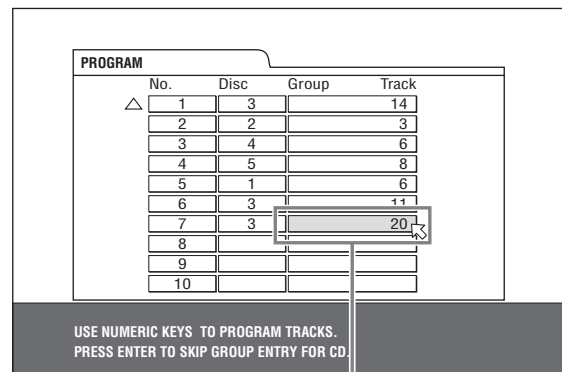 PROGRAM
No. Disc Group Track
1 3 14
2 2 3
3 4 6
4 5 8
5 1 6
6 3 11
7 3 20
8
9
10
USE NUMERIC KEYS TO PROGRAM TRACKS.
PRESS ENTER TO SKIP GROUP ENTRY FOR CD.